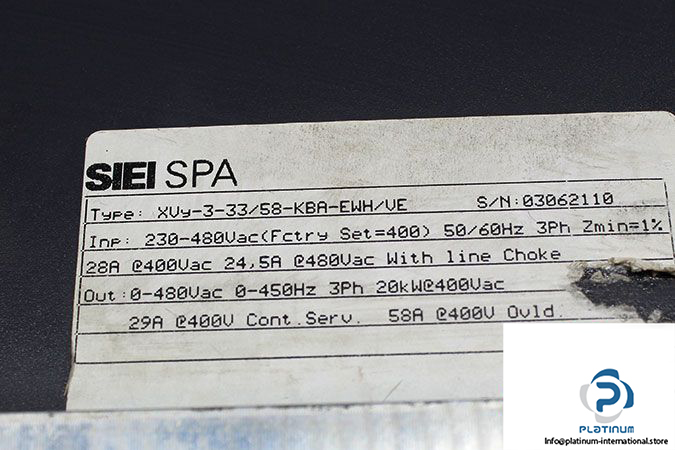 SIEI SPA
Type: XVy-3-33/58-KBA-EWH/VE S/N:03062110
Inp: 230-480Vac(Fctry Set=400) 50/60Hz 3Ph Zmin=1%
28A @400Vac 24,5A @480Vac With line Choke
Out:0-480Vac 0-450Hz 3Ph 20kW@400Vac
29A @400V Cont.Serv. 58A @400V Ovld.
PLATINUM
info@platinum-international.store